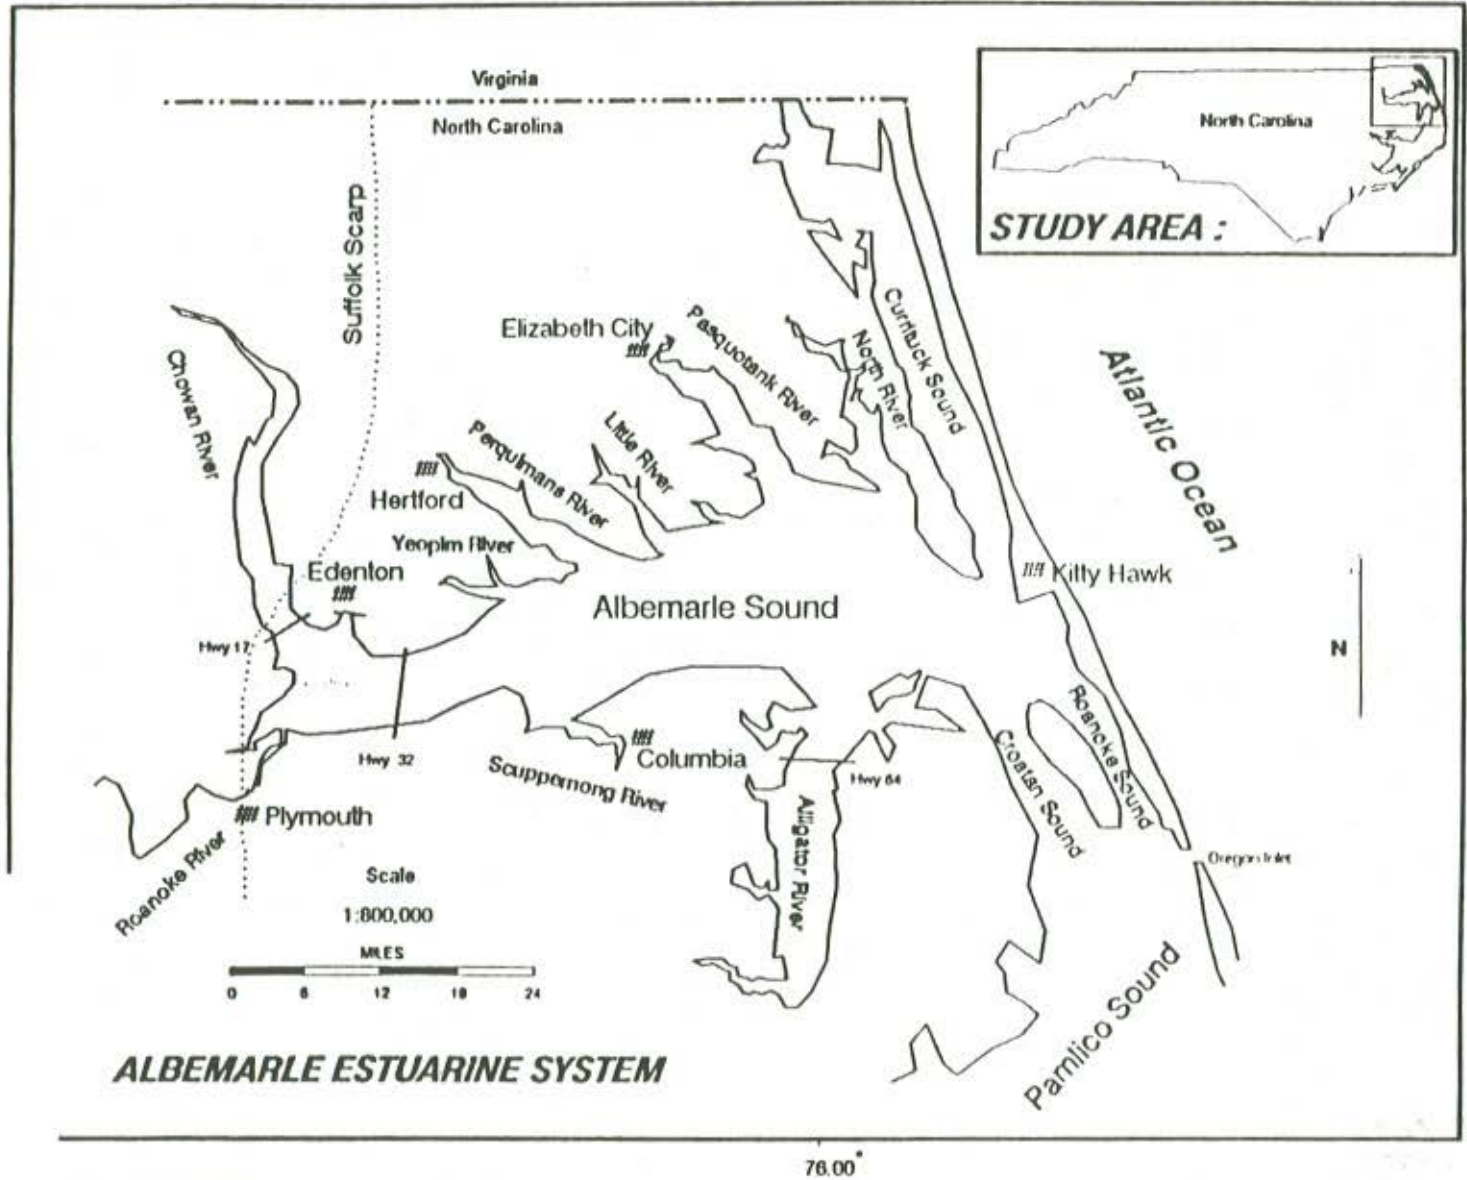 Virginia
North Carolina
North Carolina
STUDY AREA :
Suffolk Scarp
Chowan River
Elizabeth City
Pasquotank River
North River
Currituck Sound
Atlantic Ocean
Little River
Perquimans River
Hertford
Yeopim River
Edenton
Kitty Hawk
Albemarle Sound
Hwy 17
N
Hwy 32
Columbia
Scuppernong River
Hwy 64
Alligator River
Croatan Sound
Roanoke Sound
Oregon Inlet
Plymouth
Roanoke River
Scale
1:800,000
MILES
0 6 12 18 24
Pamlico Sound
ALBEMARLE ESTUARINE SYSTEM
76.00°